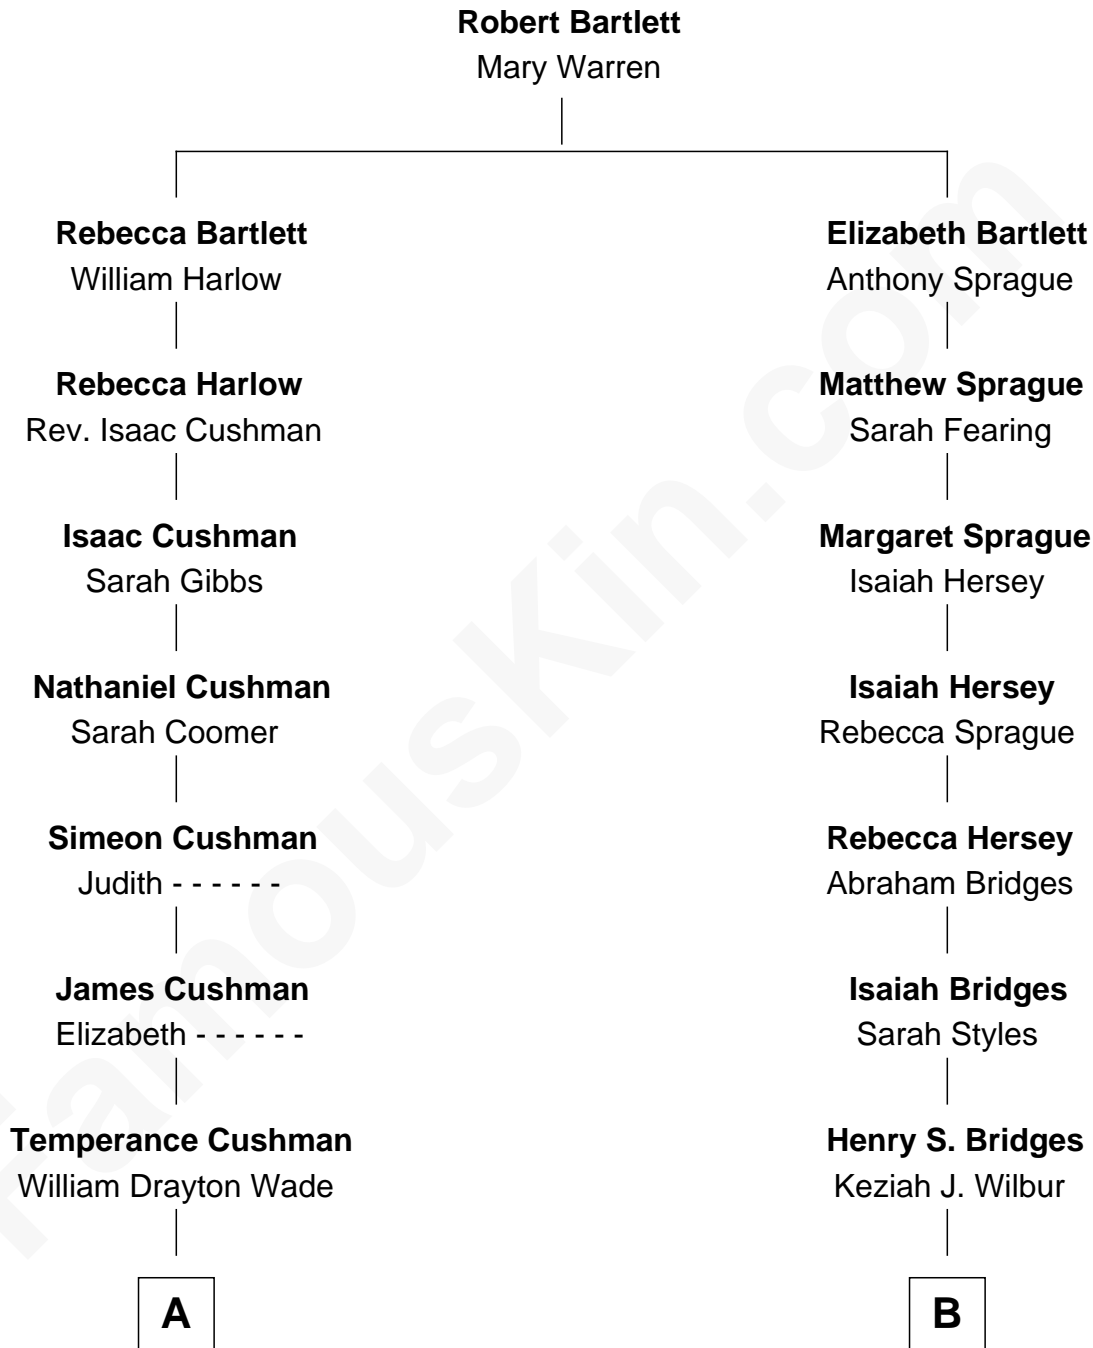 Robert Bartlett
Mary Warren
Rebecca Bartlett
William Harlow
Elizabeth Bartlett
Anthony Sprague
Rebecca Harlow
Rev. Isaac Cushman
Matthew Sprague
Sarah Fearing
Isaac Cushman
Sarah Gibbs
Margaret Sprague
Isaiah Hersey
Nathaniel Cushman
Sarah Coomer
Isaiah Hersey
Rebecca Sprague
Simeon Cushman
Judith - - - - - -
Rebecca Hersey
Abraham Bridges
James Cushman
Elizabeth - - - - - -
Isaiah Bridges
Sarah Styles
Temperance Cushman
William Drayton Wade
Henry S. Bridges
Keziah J. Wilbur
A
B
FamousKin.com